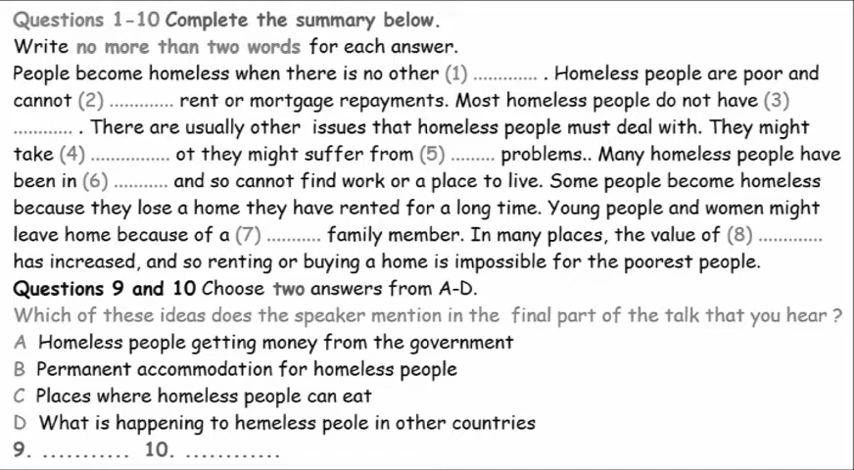 Questions 1-10 Complete the summary below.
Write no more than two words for each answer.
People become homeless when there is no other (1) ............. . Homeless people are poor and
cannot (2) ............. rent or mortgage repayments. Most homeless people do not have (3)
............ . There are usually other issues that homeless people must deal with. They might
take (4) ................ ot they might suffer from (5) ......... problems.. Many homeless people have
been in (6) ........... and so cannot find work or a place to live. Some people become homeless
because they lose a home they have rented for a long time. Young people and women might
leave home because of a (7) ........... family member. In many places, the value of (8) .............
has increased, and so renting or buying a home is impossible for the poorest people.
Questions 9 and 10 Choose two answers from A-D.
Which of these ideas does the speaker mention in the final part of the talk that you hear ?
A Homeless people getting money from the government
B Permanent accommodation for homeless people
C Places where homeless people can eat
D What is happening to hemeless peole in other countries
9. ........... 10. ............